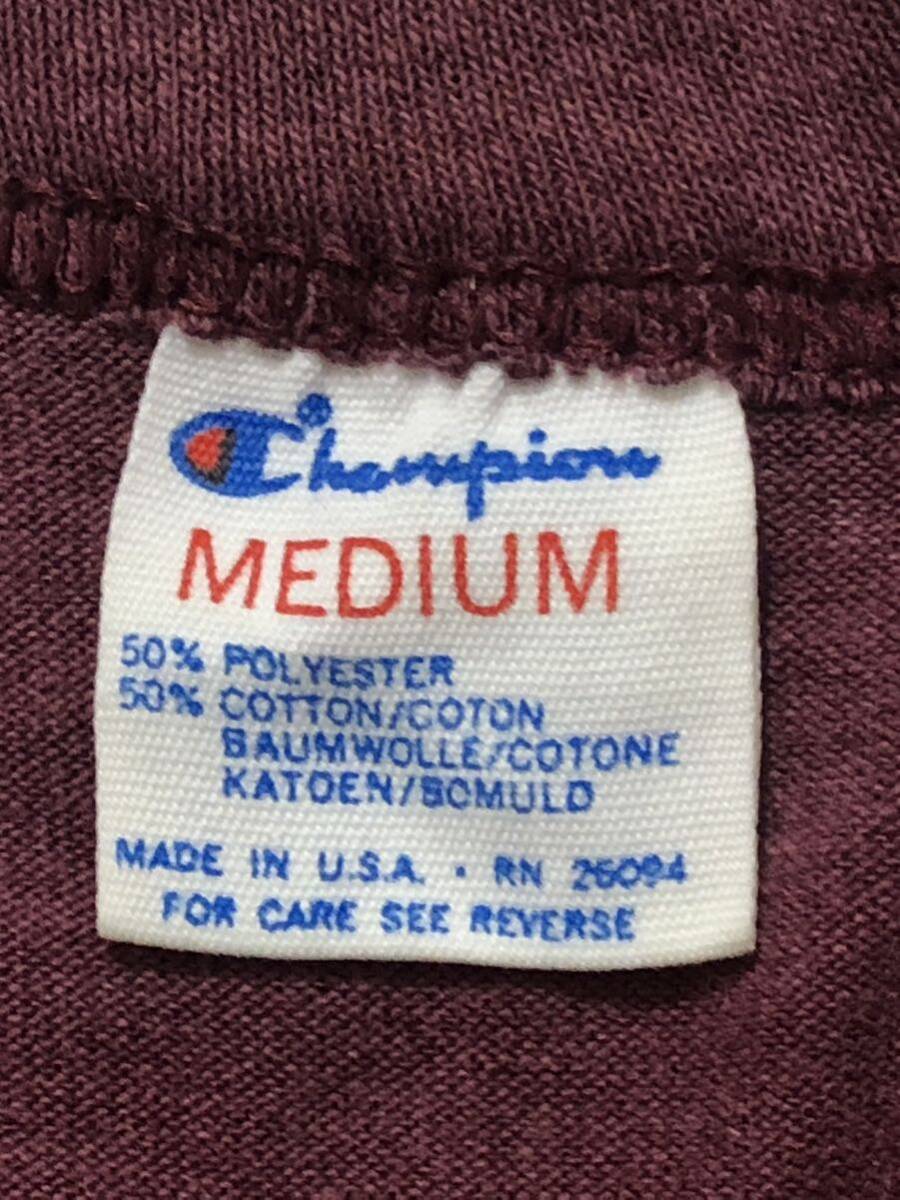 Champion®
MEDIUM
50% POLYESTER
50% COTTON/COTON
BAUMWOLLE/COTONE
KATOEN/BOMULD
MADE IN U.S.A. · RN 26094
FOR CARE SEE REVERSE